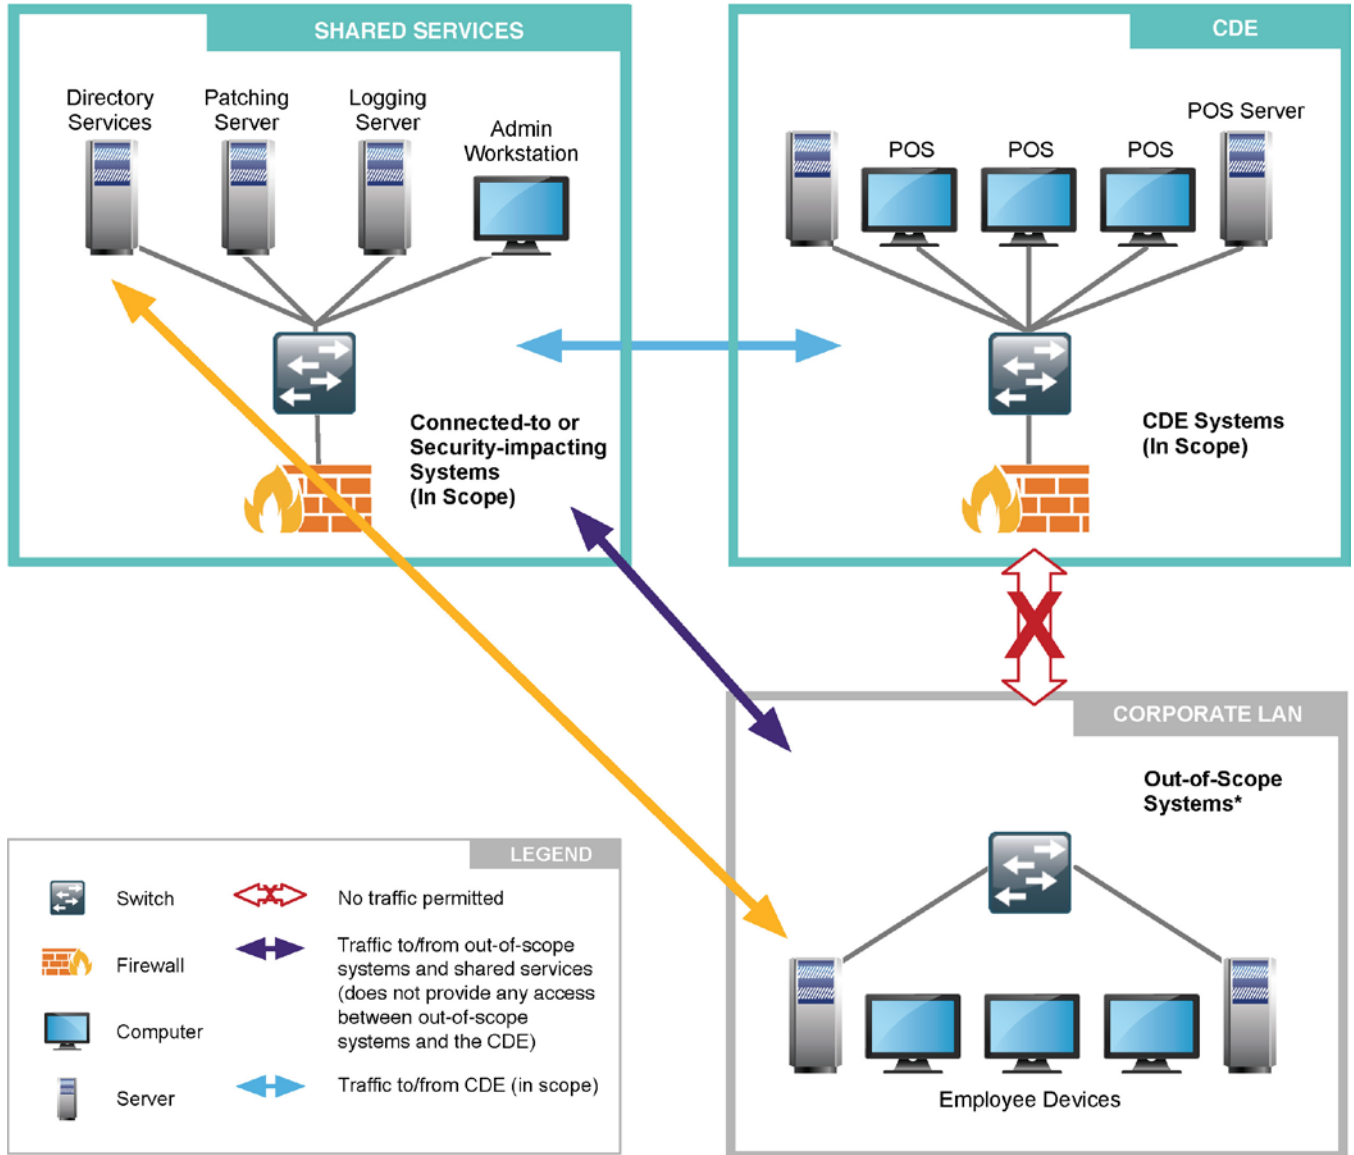 SHARED SERVICES
Directory
Services
Patching
Server
Logging
Server
Admin
Workstation
Connected-to or
Security-impacting
Systems
(In Scope)
CDE
POS
POS
POS
POS Server
CDE Systems
(In Scope)
X
CORPORATE LAN
Out-of-Scope
Systems*
Employee Devices
LEGEND
Switch
Firewall
Computer
Server
X
No traffic permitted
Traffic to/from out-of-scope
systems and shared services
(does not provide any access
between out-of-scope
systems and the CDE)
Traffic to/from CDE (in scope)